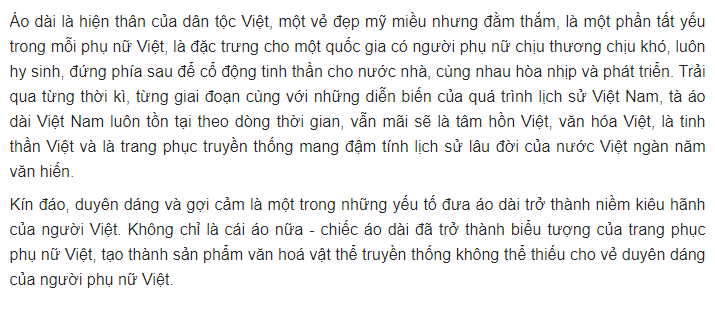 Áo dài là hiện thân của dân tộc Việt, một vẻ đẹp mỹ miều nhưng đằm thắm, là một phần tất yếu
trong mỗi phụ nữ Việt, là đặc trưng cho một quốc gia có người phụ nữ chịu thương chịu khó, luôn
hy sinh, đứng phía sau để cổ động tinh thần cho nước nhà, cùng nhau hòa nhịp và phát triển. Trải
qua từng thời kì, từng giai đoạn cùng với những diễn biến của quá trình lịch sử Việt Nam, tà áo
dài Việt Nam luôn tồn tại theo dòng thời gian, vẫn mãi sẽ là tâm hồn Việt, văn hóa Việt, là tinh
thần Việt và là trang phục truyền thống mang đậm tính lịch sử lâu đời của nước Việt ngàn năm
văn hiến.
Kín đáo, duyên dáng và gợi cảm là một trong những yếu tố đưa áo dài trở thành niềm kiêu hãnh
của người Việt. Không chỉ là cái áo nữa - chiếc áo dài đã trở thành biểu tượng của trang phục
phụ nữ Việt, tạo thành sản phẩm văn hoá vật thể truyền thống không thể thiếu cho vẻ duyên dáng
của người phụ nữ Việt.